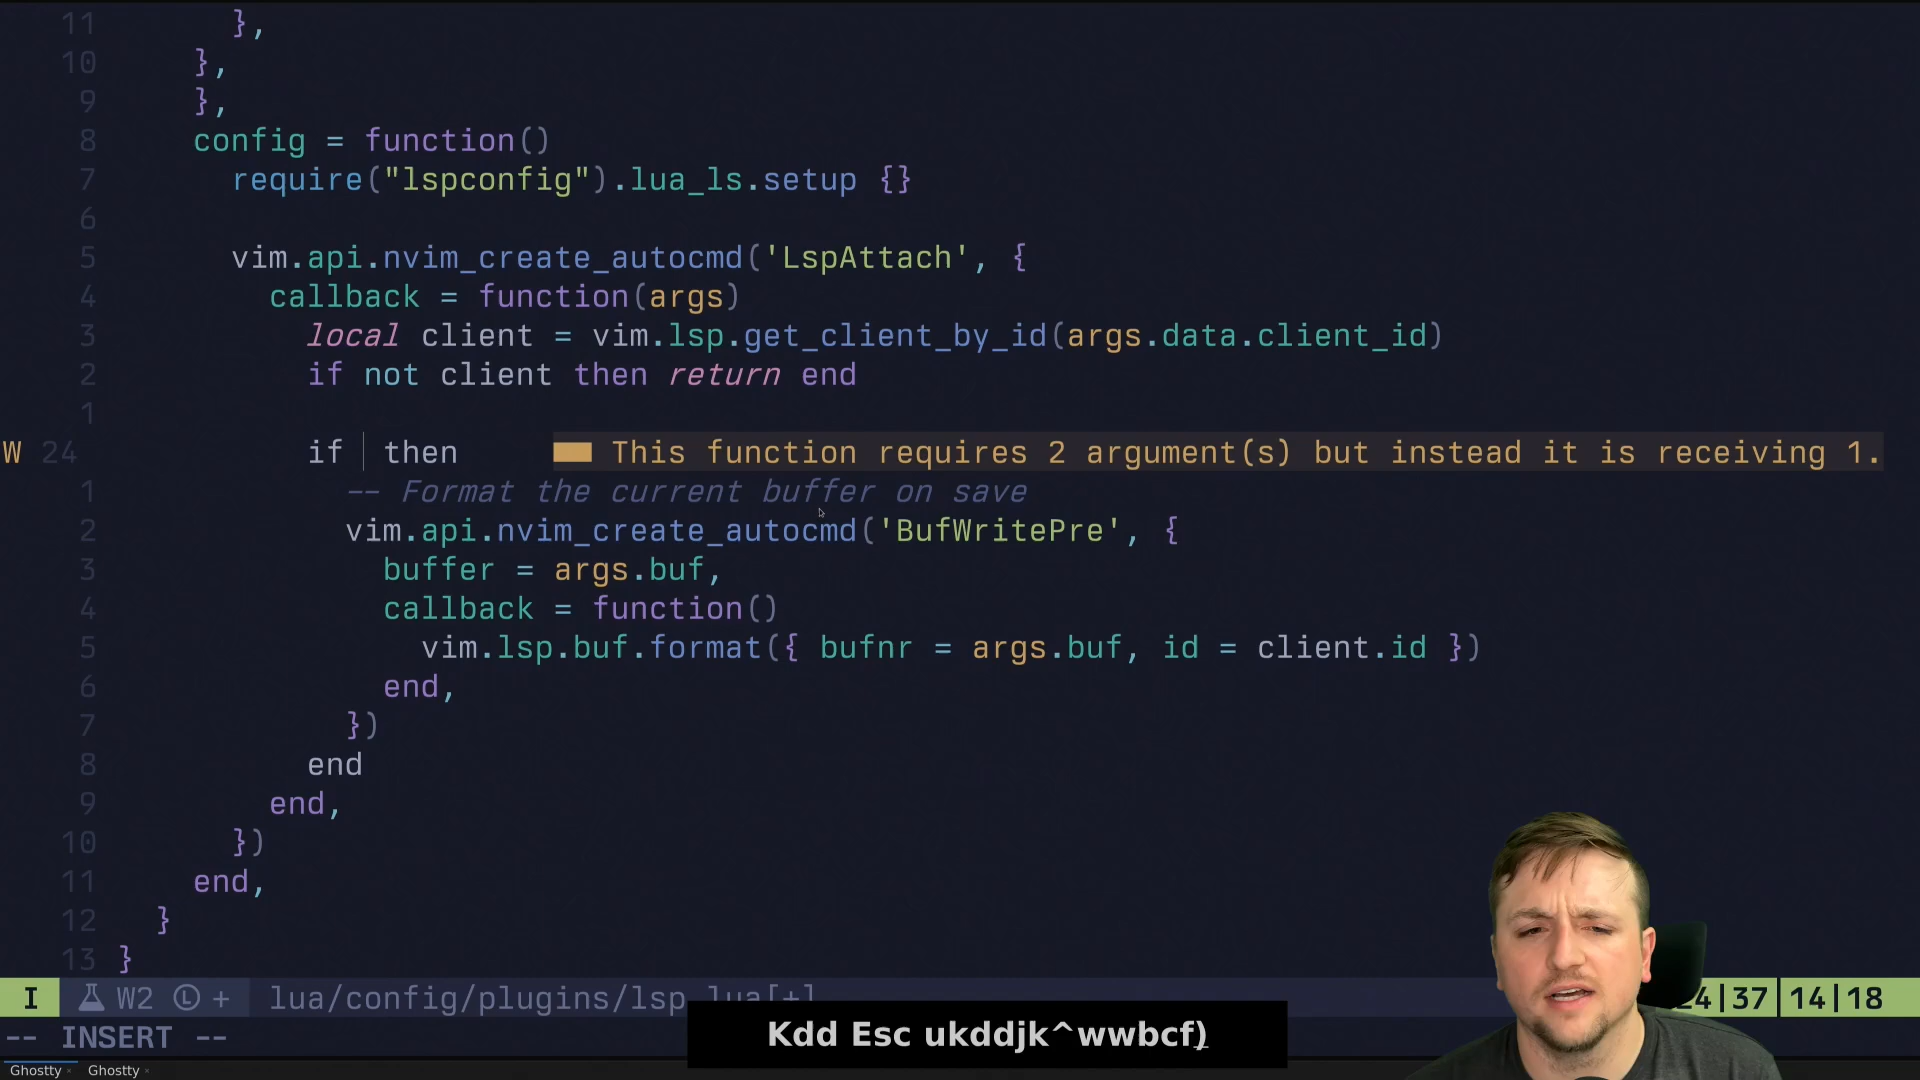 11 },
10 },
9 },
8 config = function()
7 require("lspconfig").lua_ls.setup {}
6
5 vim.api.nvim_create_autocmd('LspAttach', {
4 callback = function(args)
3 local client = vim.lsp.get_client_by_id(args.data.client_id)
2 if not client then return end
1
W 24 if then This function requires 2 argument(s) but instead it is receiving 1.
1 -- Format the current buffer on save
2 vim.api.nvim_create_autocmd('BufWritePre', {
3 buffer = args.buf,
4 callback = function()
5 vim.lsp.buf.format({ bufnr = args.buf, id = client.id })
6 end,
7 })
8 end
9 end,
10 })
11 end,
12 }
13 }
I W2 L + lua/config/plugins/lsp.lua[+] 24|37 14|18
-- INSERT --
Kdd Esc ukddjk^wwbcf)
Ghostty Ghostty